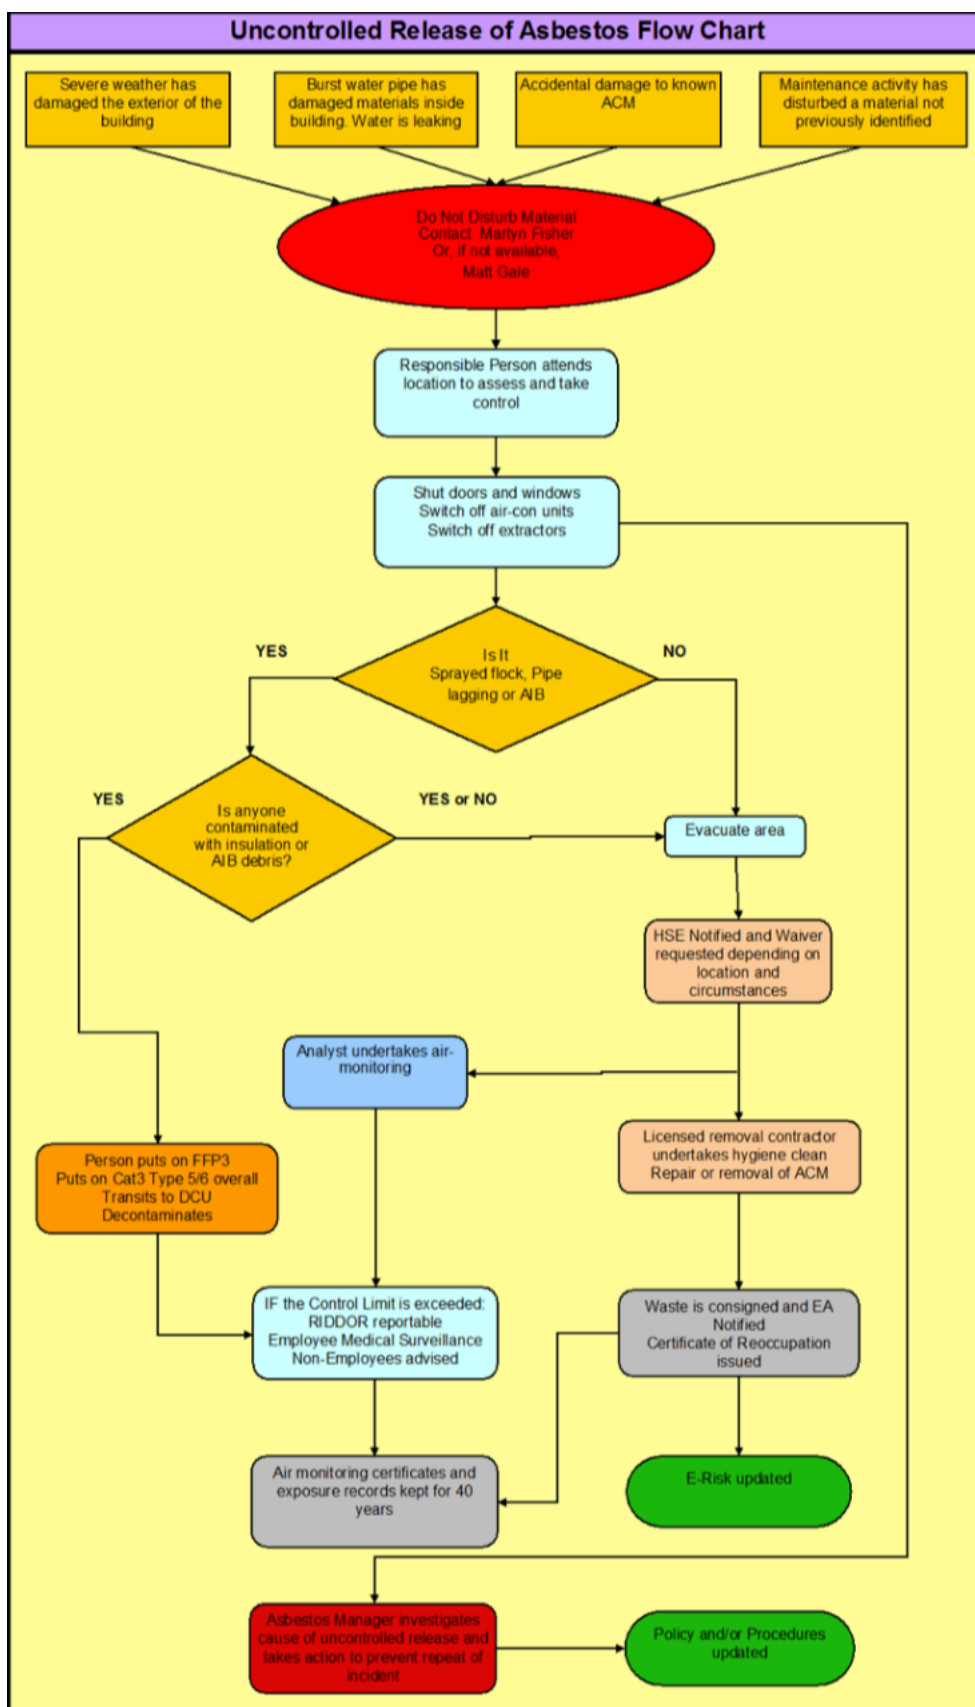 Uncontrolled Release of Asbestos Flow Chart
Severe weather has
damaged the exterior of the
building
Burst water pipe has
damaged materials inside
building. Water is leaking
Accidental damage to known
ACM
Maintenance activity has
disturbed a material not
previously identified
Do Not Disturb Material
Contact Martyn Fisher
Or, if not available,
Matt Gale
Responsible Person attends
location to assess and take
control
Shut doors and windows
Switch off air-con units
Switch off extractors
YES
Is It
Sprayed flock, Pipe
lagging or AIB
NO
YES
Is anyone
contaminated
with insulation or
AIB debris?
YES or NO
Evacuate area
HSE Notified and Waiver
requested depending on
location and
circumstances
Analyst undertakes air-
monitoring
Licensed removal contractor
undertakes hygiene clean
Repair or removal of ACM
Person puts on FFP3
Puts on Cat3 Type 5/6 overall
Transits to DCU
Decontaminates
IF the Control Limit is exceeded:
RIDDOR reportable
Employee Medical Surveillance
Non-Employees advised
Waste is consigned and EA
Notified
Certificate of Reoccupation
issued
Air monitoring certificates and
exposure records kept for 40
years
E-Risk updated
Asbestos Manager investigates
cause of uncontrolled release and
takes action to prevent repeat of
incident
Policy and/or Procedures
updated